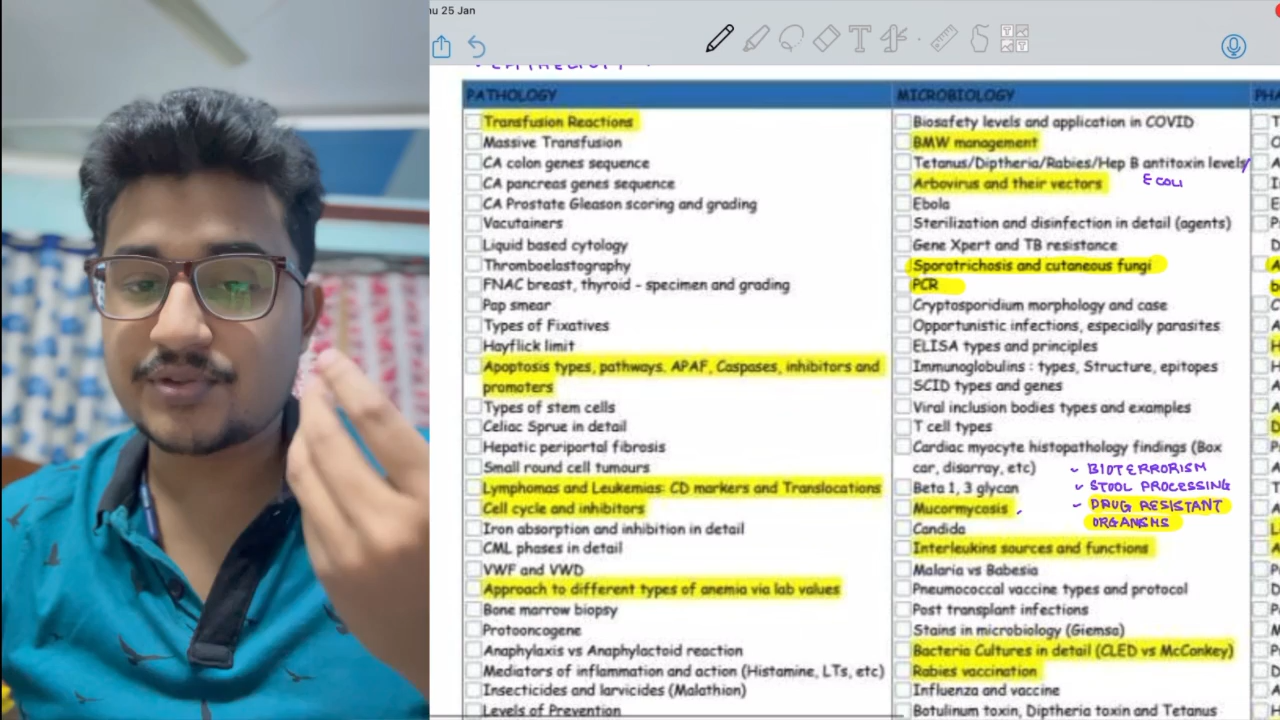 25 Jan
PATHOLOGY
Transfusion Reactions
Massive Transfusion
CA colon genes sequence
CA pancreas genes sequence
CA Prostate Gleason scoring and grading
Vacutainers
Liquid based cytology
Thromboelastography
FNAC breast, thyroid - specimen and grading
Pap smear
Types of Fixatives
Hayflick limit
Apoptosis types, pathways. APAF, Caspases, inhibitors and
promoters
Types of stem cells
Celiac Sprue in detail
Hepatic periportal fibrosis
Small round cell tumours
Lymphomas and Leukemias: CD markers and Translocations
Cell cycle and inhibitors
Iron absorption and inhibition in detail
CML phases in detail
VWF and VWD
Approach to different types of anemia via lab values
Bone marrow biopsy
Protooncogene
Anaphylaxis vs Anaphylactoid reaction
Mediators of inflammation and action (Histamine, LTs, etc)
Insecticides and larvicides (Malathion)
Levels of Prevention
MICROBIOLOGY
Biosafety levels and application in COVID
BMW management
Tetanus/Diptheria/Rabies/Hep B antitoxin levels
Arbovirus and their vectors
E COLI
Ebola
Sterilization and disinfection in detail (agents)
Gene Xpert and TB resistance
Sporotrichosis and cutaneous fungi
PCR
Cryptosporidium morphology and case
Opportunistic infections, especially parasites
ELISA types and principles
Immunoglobulins : types, Structure, epitopes
SCID types and genes
Viral inclusion bodies types and examples
T cell types
Cardiac myocyte histopathology findings (Box
car, disarray, etc)
BIOTERRORISM
Beta 1, 3 glycan
STOOL PROCESSING
Mucormycosis
DRUG RESISTANT
ORGANISMS
Candida
Interleukins sources and functions
Malaria vs Babesia
Pneumococcal vaccine types and protocol
Post transplant infections
Stains in microbiology (Giemsa)
Bacteria Cultures in detail (CLED vs McConkey)
Rabies vaccination
Influenza and vaccine
Botulinum toxin, Diptheria toxin and Tetanus